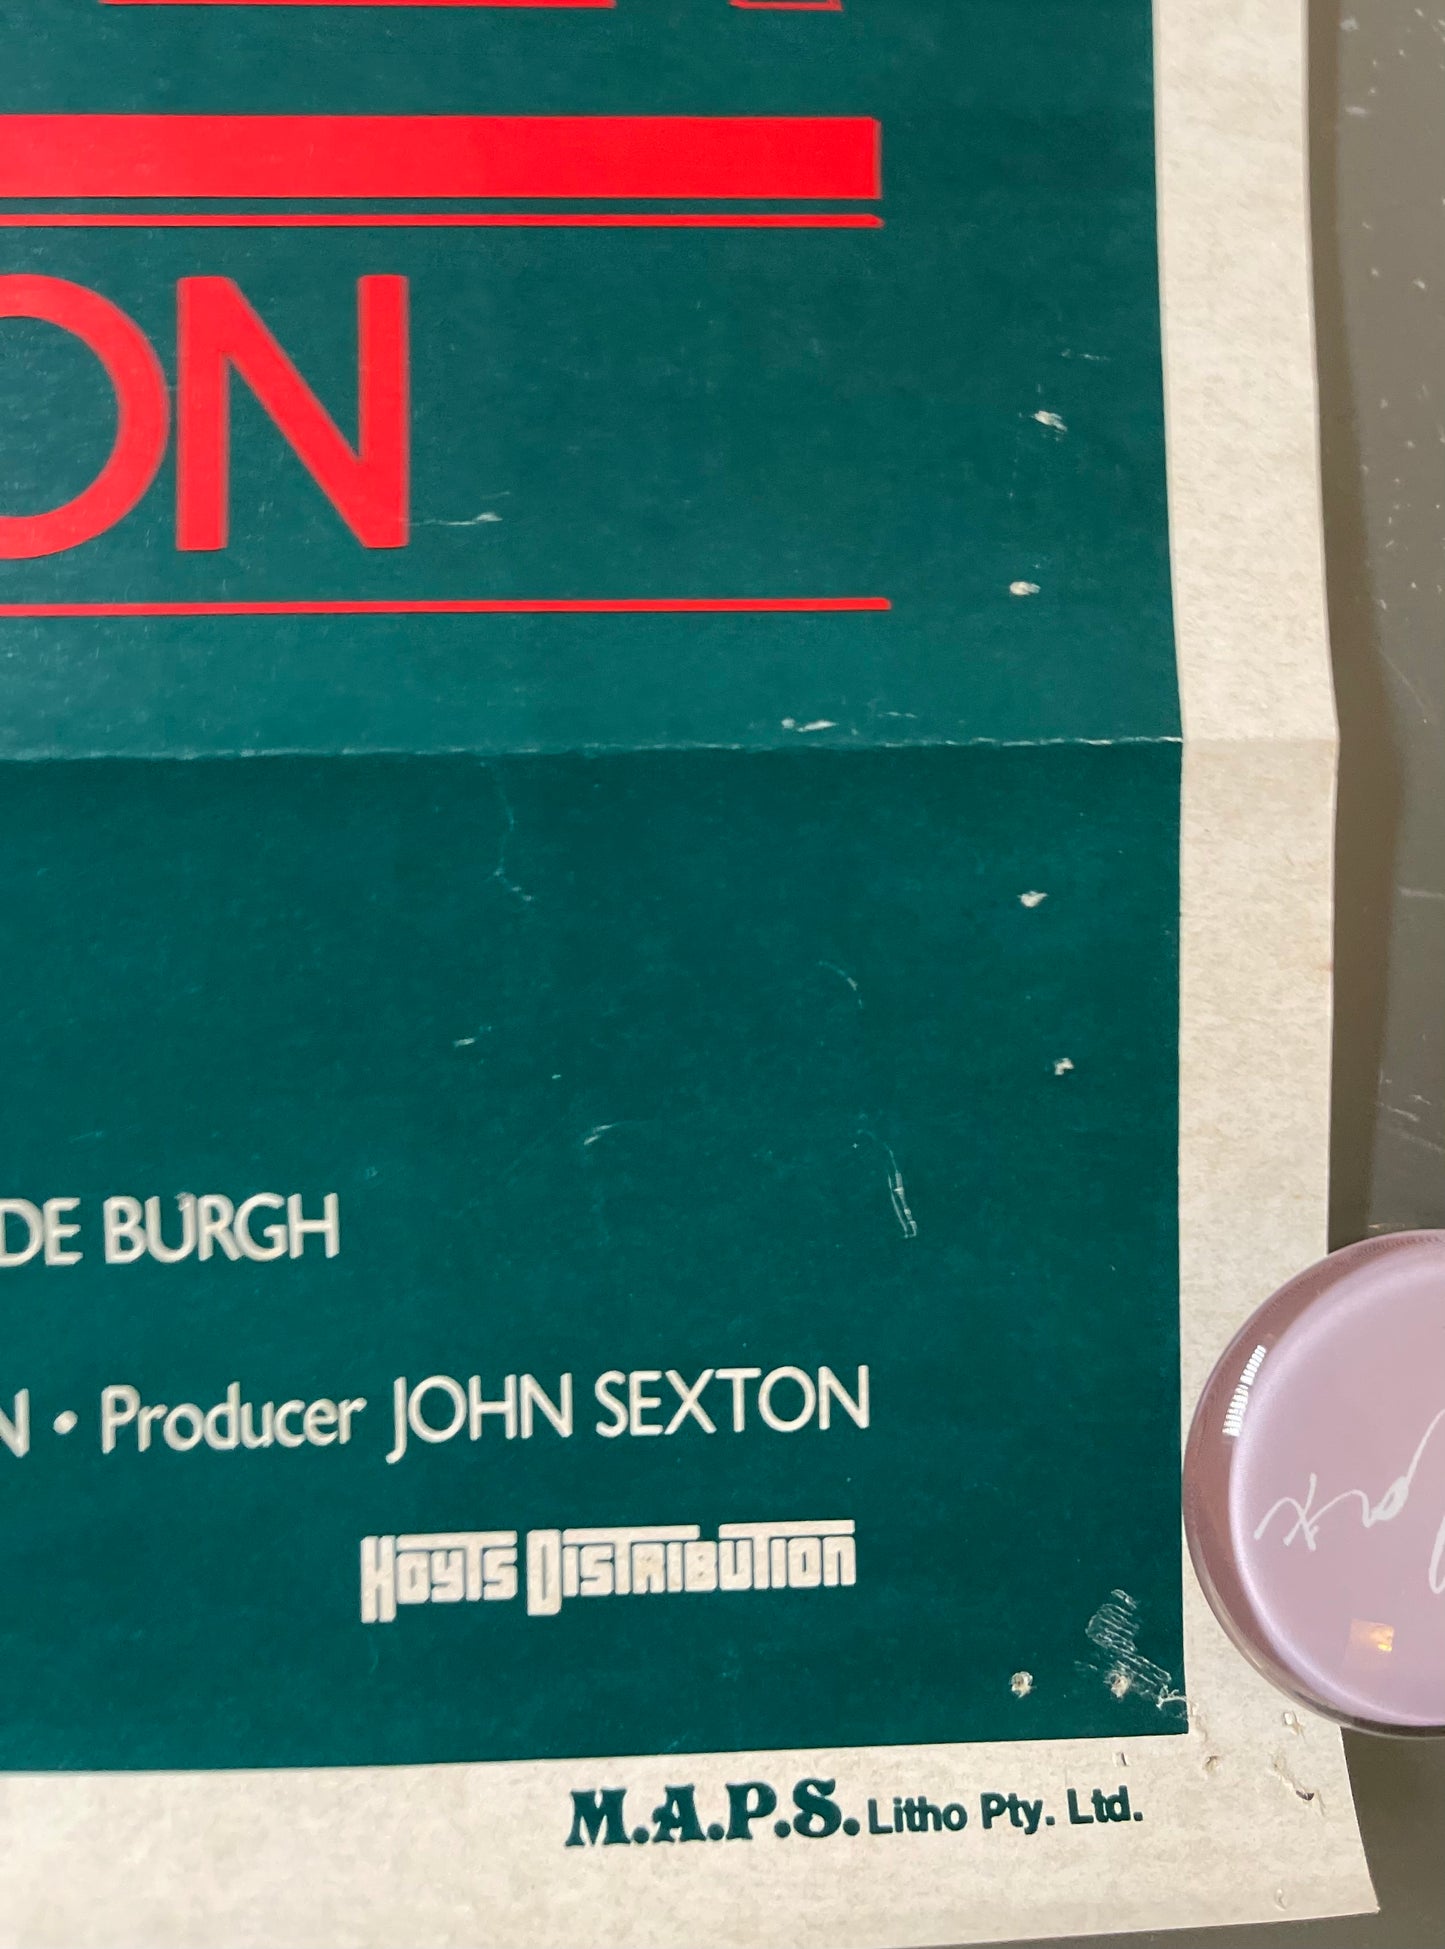 ON
DE BURGH
N • Producer JOHN SEXTON
HOYTS DISTRIBUTION
M.A.P.S. Litho Pty. Ltd.